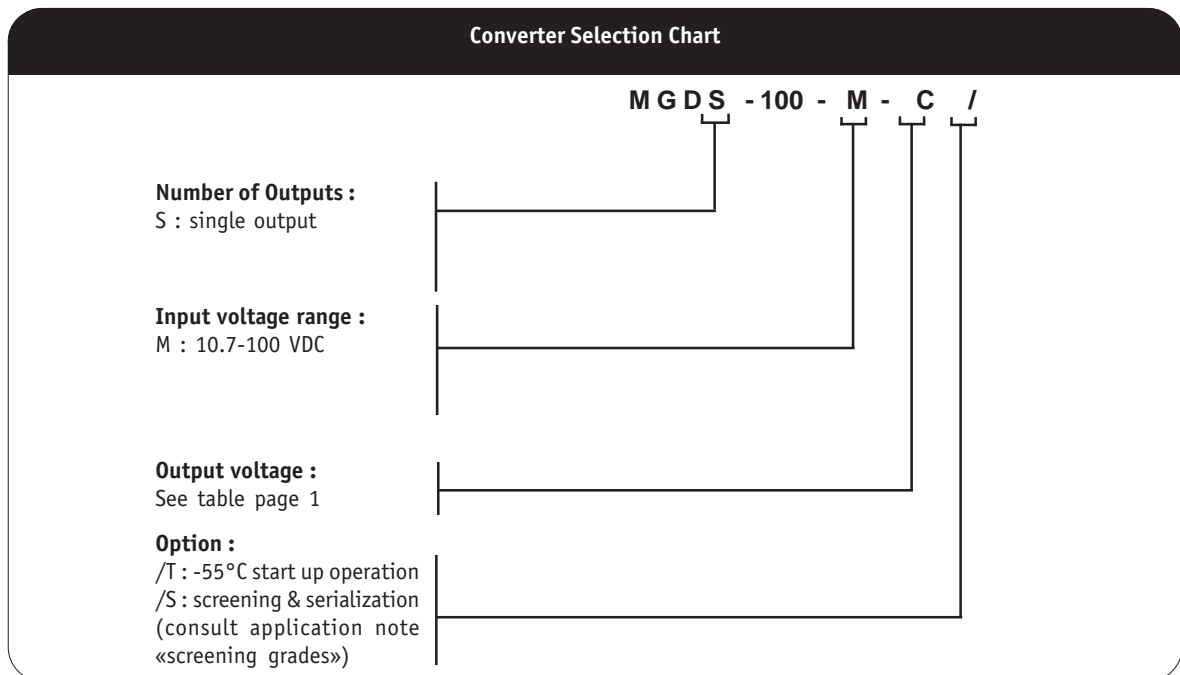 Converter Selection Chart
M G D S - 100 - M - C /
Number of Outputs :
S : single output
Input voltage range :
M : 10.7-100 VDC
Output voltage :
See table page 1
Option :
/T : -55°C start up operation
/S : screening & serialization
(consult application note
«screening grades»)